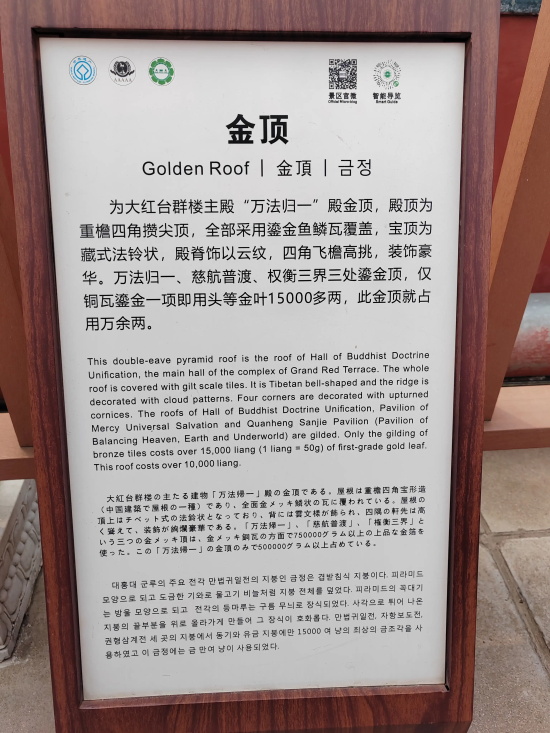 景区官微
Official Micro-blog
智能导览
Smart Guide
金顶
Golden Roof | 金頂 | 금정
为大红台群楼主殿“万法归一”殿金顶，殿顶为
重檐四角攒尖顶，全部采用鎏金鱼鳞瓦覆盖，宝顶为
藏式法铃状，殿脊饰以云纹，四角飞檐高挑，装饰豪
华。万法归一、慈航普渡、权衡三界三处鎏金顶，仅
铜瓦鎏金一项即用头等金叶15000多两，此金顶就占
用万余两。
This double-eave pyramid roof is the roof of Hall of Buddhist Doctrine
Unification, the main hall of the complex of Grand Red Terrace. The whole
roof is covered with gilt scale tiles. It is Tibetan bell-shaped and the ridge is
decorated with cloud patterns. Four corners are decorated with upturned
cornices. The roofs of Hall of Buddhist Doctrine Unification, Pavilion of
Mercy Universal Salvation and Quanheng Sanjie Pavilion (Pavilion of
Balancing Heaven, Earth and Underworld) are gilded. Only the gilding of
bronze tiles costs over 15,000 liang (1 liang = 50g) of first-grade gold leaf.
This roof costs over 10,000 liang.
大紅台群楼の主たる建物「万法帰一」殿の金頂である。屋根は重檐四角宝形造
（中国建築で屋根の一種）であり、全面金メッキ鱗状の瓦に覆われている。屋根の
頂上はチベット式の法鈴状となっており、背には雲文様が飾られ、四隅の軒先は高
く聳えて、装飾が絢爛豪華である。「万法帰一」、「慈航普渡」、「権衡三界」と
いう三つの金メッキ頂は、金メッキ銅瓦の方面で750000グラム以上の上品な金箔を
使った。この「万法帰一」の金頂のみで500000グラム以上占めている。
대홍대 군루의 주요 전각 만법귀일전의 지붕인 금정은 겹받침식 지붕이다. 피라미드
모양으로 되고 도금한 기와로 물고기 비늘처럼 지붕 전체를 덮었다. 피라미드의 꼭대기
는 방울 모양으로 되고 전각의 등마루는 구름 무늬로 장식되었다. 사각으로 튀어 나온
지붕의 끝부분을 위로 올라가게 만들어 그 장식이 호화롭다. 만법귀일전, 자항보도전,
권형삼계전 세 곳의 지붕에서 동기와 유금 지붕에만 15000 여 냥의 최상의 금조각을 사
용하였고 이 금정에는 금 만여 냥이 사용되었다.